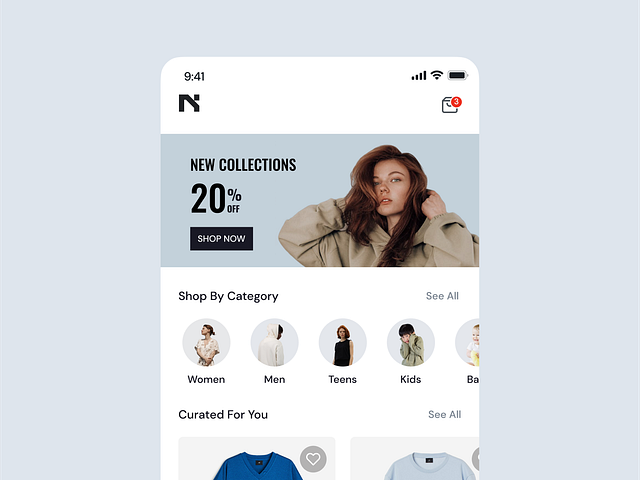 9:41
N
3
NEW COLLECTIONS
20%
OFF
SHOP NOW
Shop By Category
See All
Women
Men
Teens
Kids
Ba
Curated For You
See All